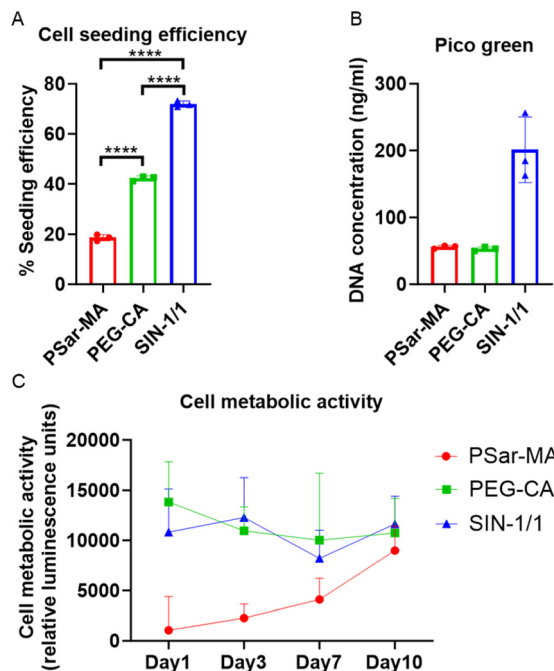 A
Cell seeding efficiency
****
****
****
% Seeding efficiency
80
60
40
20
0
PSar-MA
PEG-CA
SIN-1/1
B
Pico green
DNA concentration (ng/ml)
300
200
100
0
PSar-MA
PEG-CA
SIN-1/1
C
Cell metabolic activity
Cell metabolic activity
(relative luminescence units)
20000
15000
10000
5000
0
Day1
Day3
Day7
Day10
PSar-MA
PEG-CA
SIN-1/1